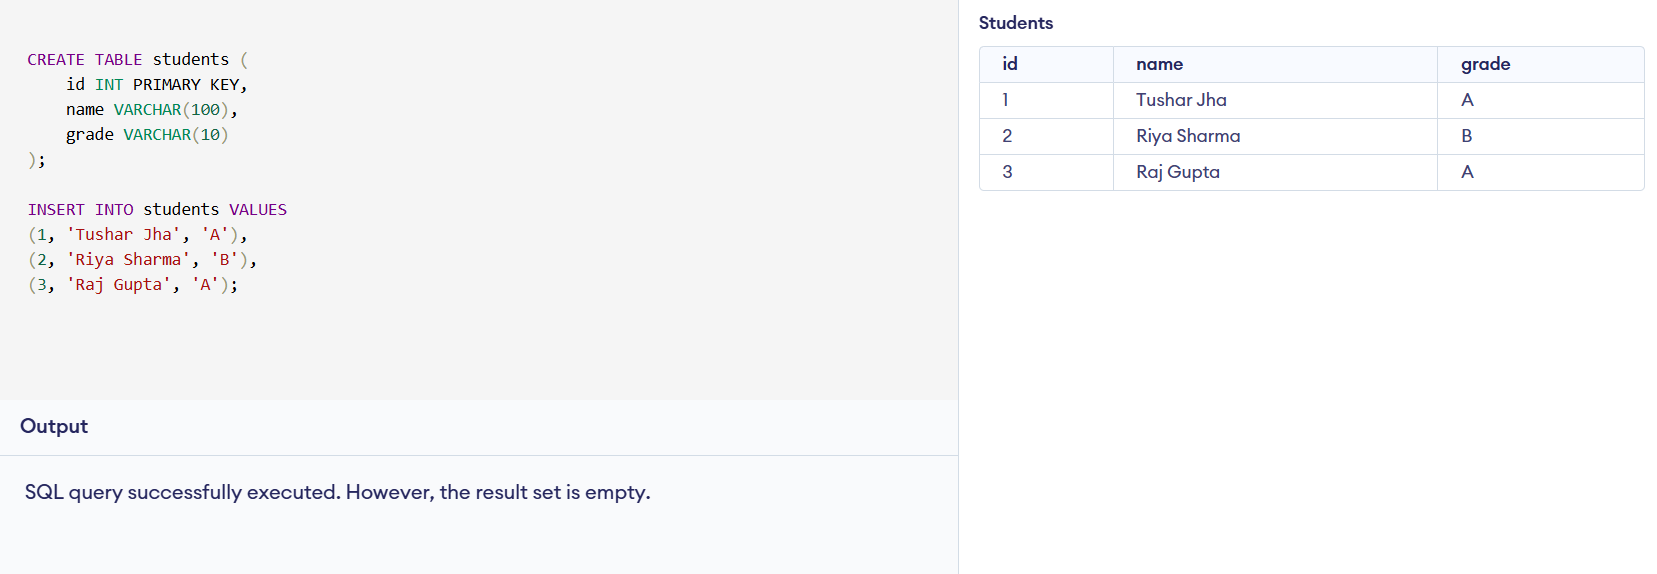 CREATE TABLE students (
    id INT PRIMARY KEY,
    name VARCHAR(100),
    grade VARCHAR(10)
);
INSERT INTO students VALUES
(1, 'Tushar Jha', 'A'),
(2, 'Riya Sharma', 'B'),
(3, 'Raj Gupta', 'A');
Output
SQL query successfully executed. However, the result set is empty.
Students
id name grade
1 Tushar Jha A
2 Riya Sharma B
3 Raj Gupta A